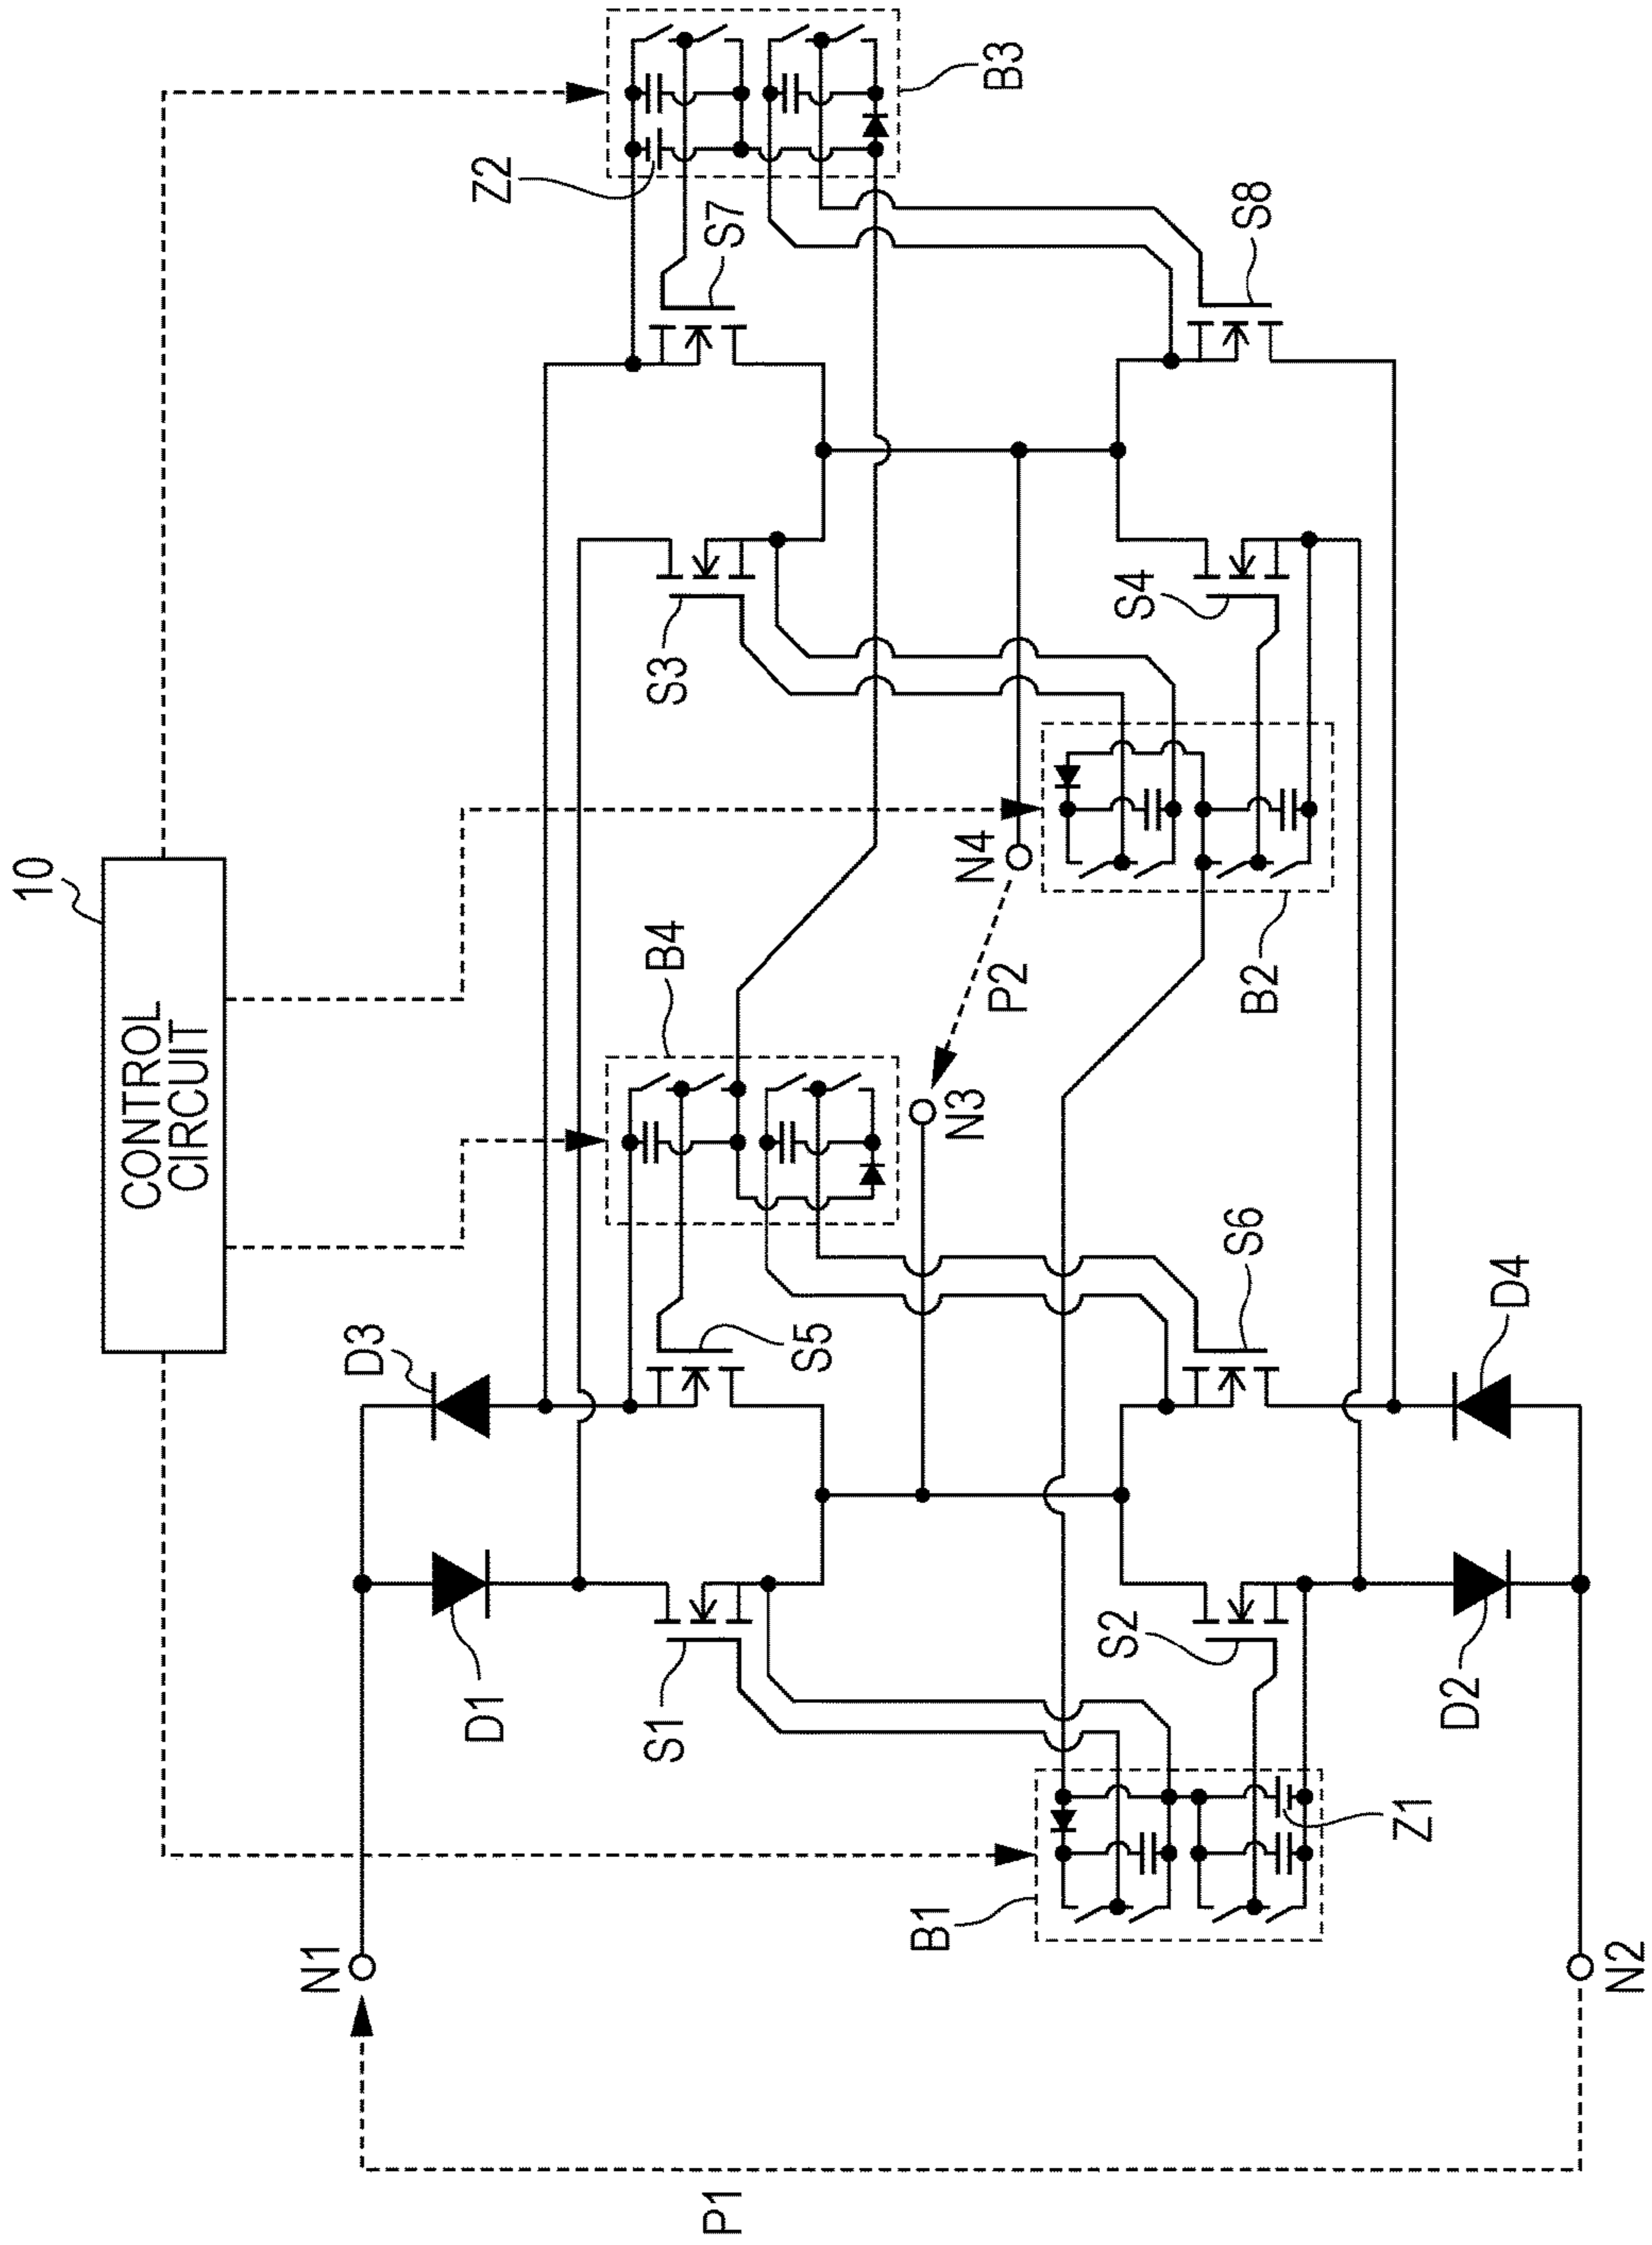 10
CONTROL
CIRCUIT
B3
Z2
S7
S8
S3
S4
N4
B4
P2
B2
N3
S5
S6
D3
D4
D1
S1
S2
D2
B1
Z1
N1
N2
P1